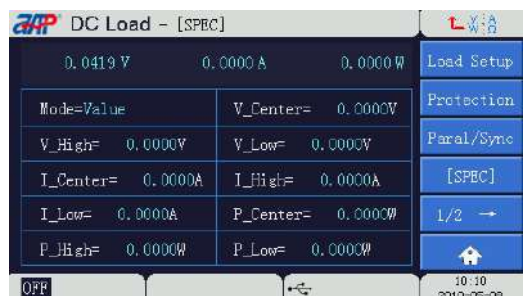 ZAP DC Load - [SPEC]
0.0419 V 0.0000 A 0.0000 W
Load Setup
Mode=Value V_Center= 0.0000V
Protection
V_High= 0.0000V V_Low= 0.0000V
Paral/Sync
I_Center= 0.0000A I_High= 0.0000A
[SPEC]
I_Low= 0.0000A P_Center= 0.0000W
1/2 →
P_High= 0.0000W P_Low= 0.0000W
OFF
10:10